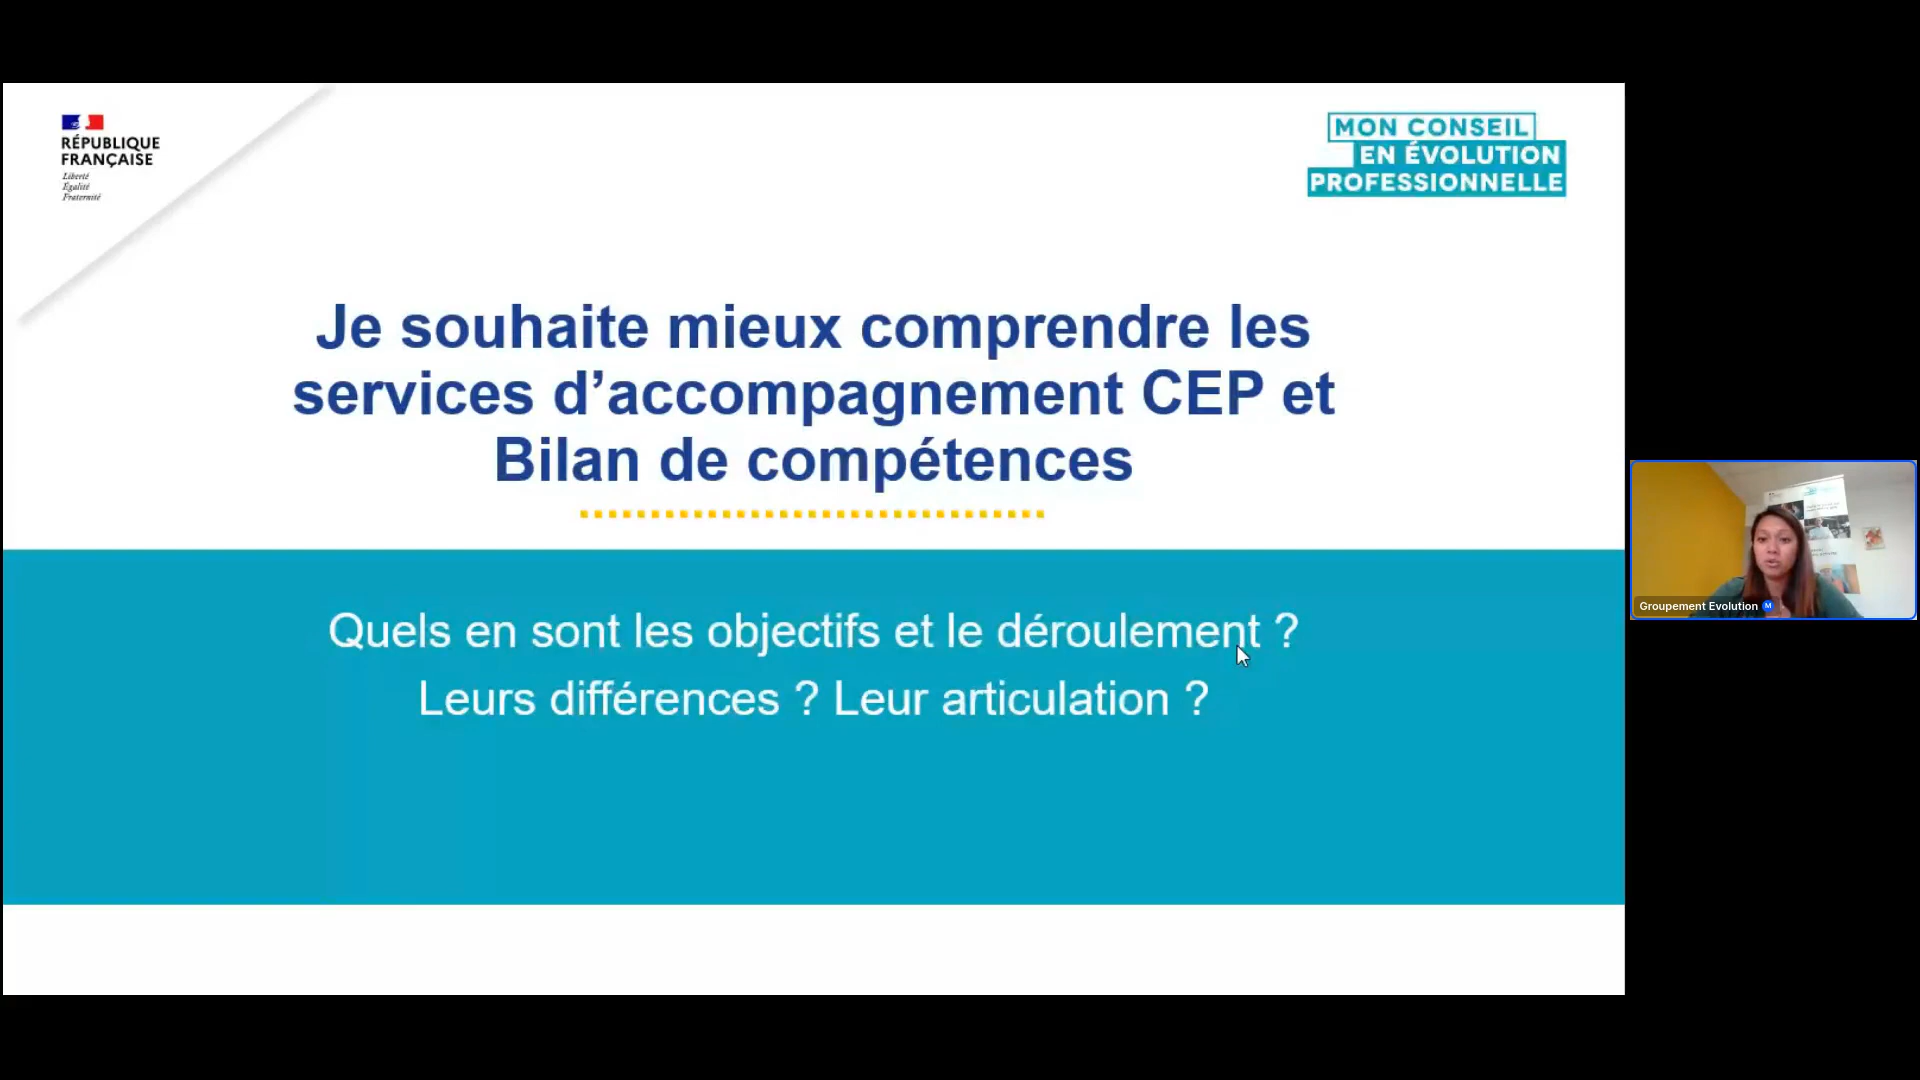 RÉPUBLIQUE
FRANÇAISE
Liberté
Égalité
Fraternité
MON CONSEIL
EN ÉVOLUTION
PROFESSIONNELLE
Je souhaite mieux comprendre les
services d’accompagnement CEP et
Bilan de compétences
Quels en sont les objectifs et le déroulement ?
Leurs différences ? Leur articulation ?
Groupement Evolution
M